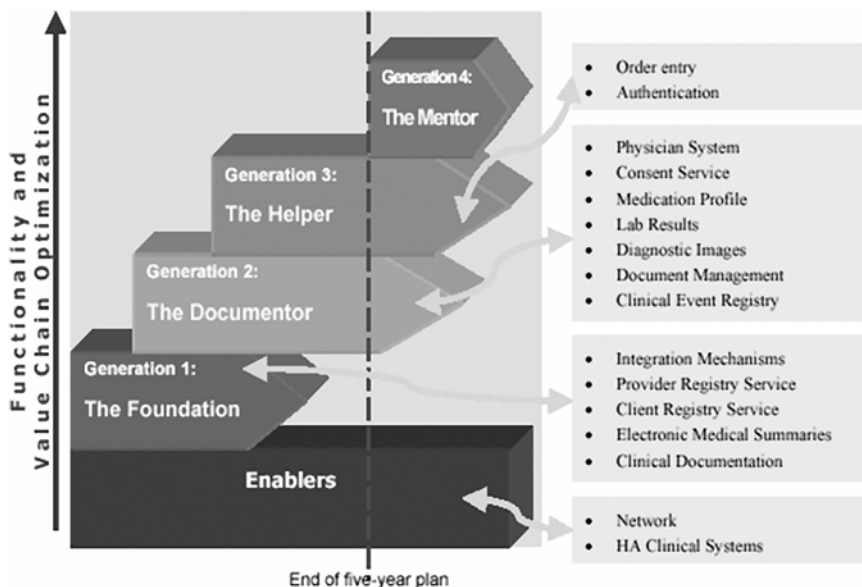 Functionality and
Value Chain Optimization
Generation 4:
The Mentor
Generation 3:
The Helper
Generation 2:
The Documentor
Generation 1:
The Foundation
Enablers
End of five-year plan
• Order entry
• Authentication
• Physician System
• Consent Service
• Medication Profile
• Lab Results
• Diagnostic Images
• Document Management
• Clinical Event Registry
• Integration Mechanisms
• Provider Registry Service
• Client Registry Service
• Electronic Medical Summaries
• Clinical Documentation
• Network
• HA Clinical Systems